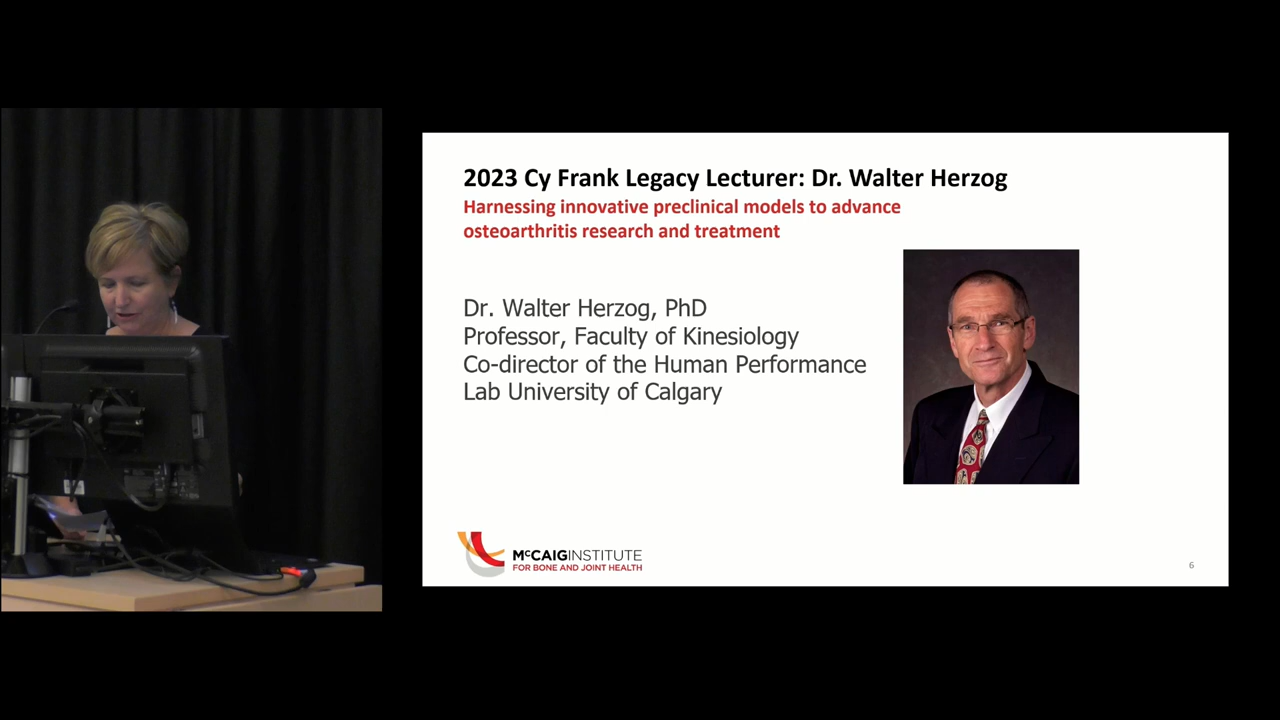 2023 Cy Frank Legacy Lecturer: Dr. Walter Herzog
Harnessing innovative preclinical models to advance
osteoarthritis research and treatment
Dr. Walter Herzog, PhD
Professor, Faculty of Kinesiology
Co-director of the Human Performance
Lab University of Calgary
McCAIGINSTITUTE
FOR BONE AND JOINT HEALTH
6